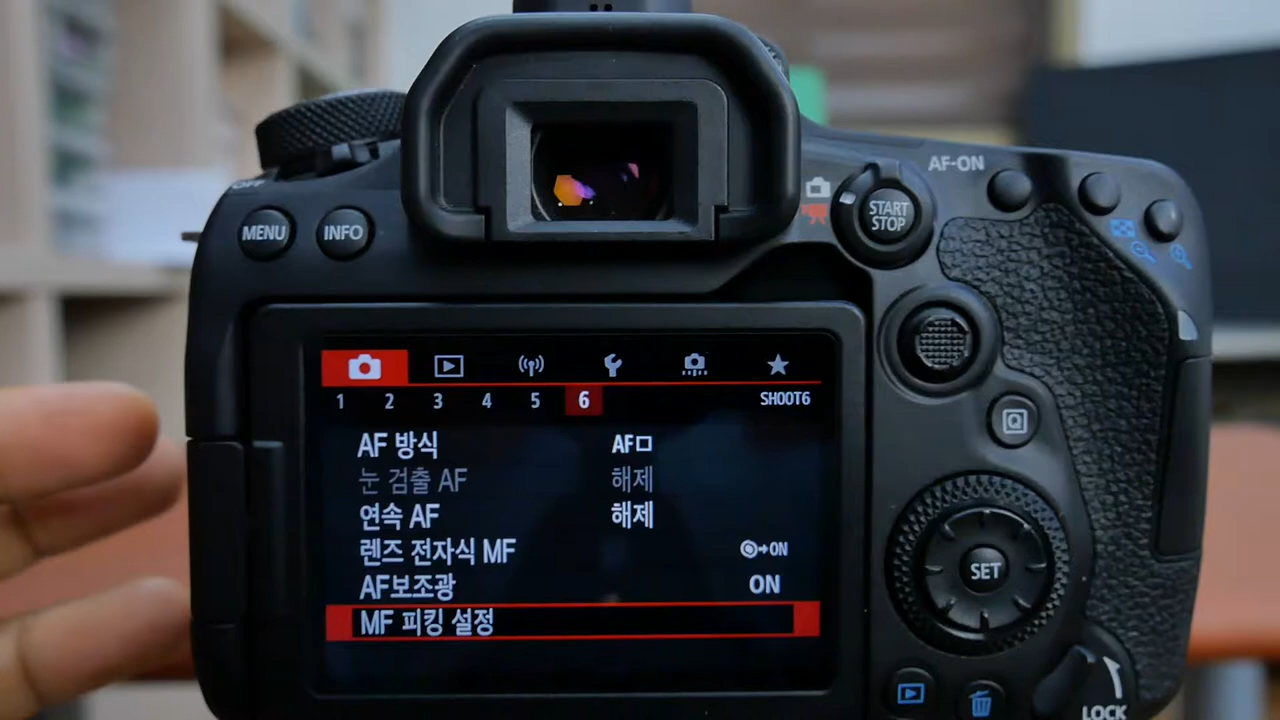 OFF
MENU
INFO
AF-ON
START
STOP
Q
1 2 3 4 5 6 SHOOT6
AF 방식 AF
눈 검출 AF 해제
연속 AF 해제
렌즈 전자식 MF ON
AF보조광 ON
MF 피킹 설정
SET
LOCK